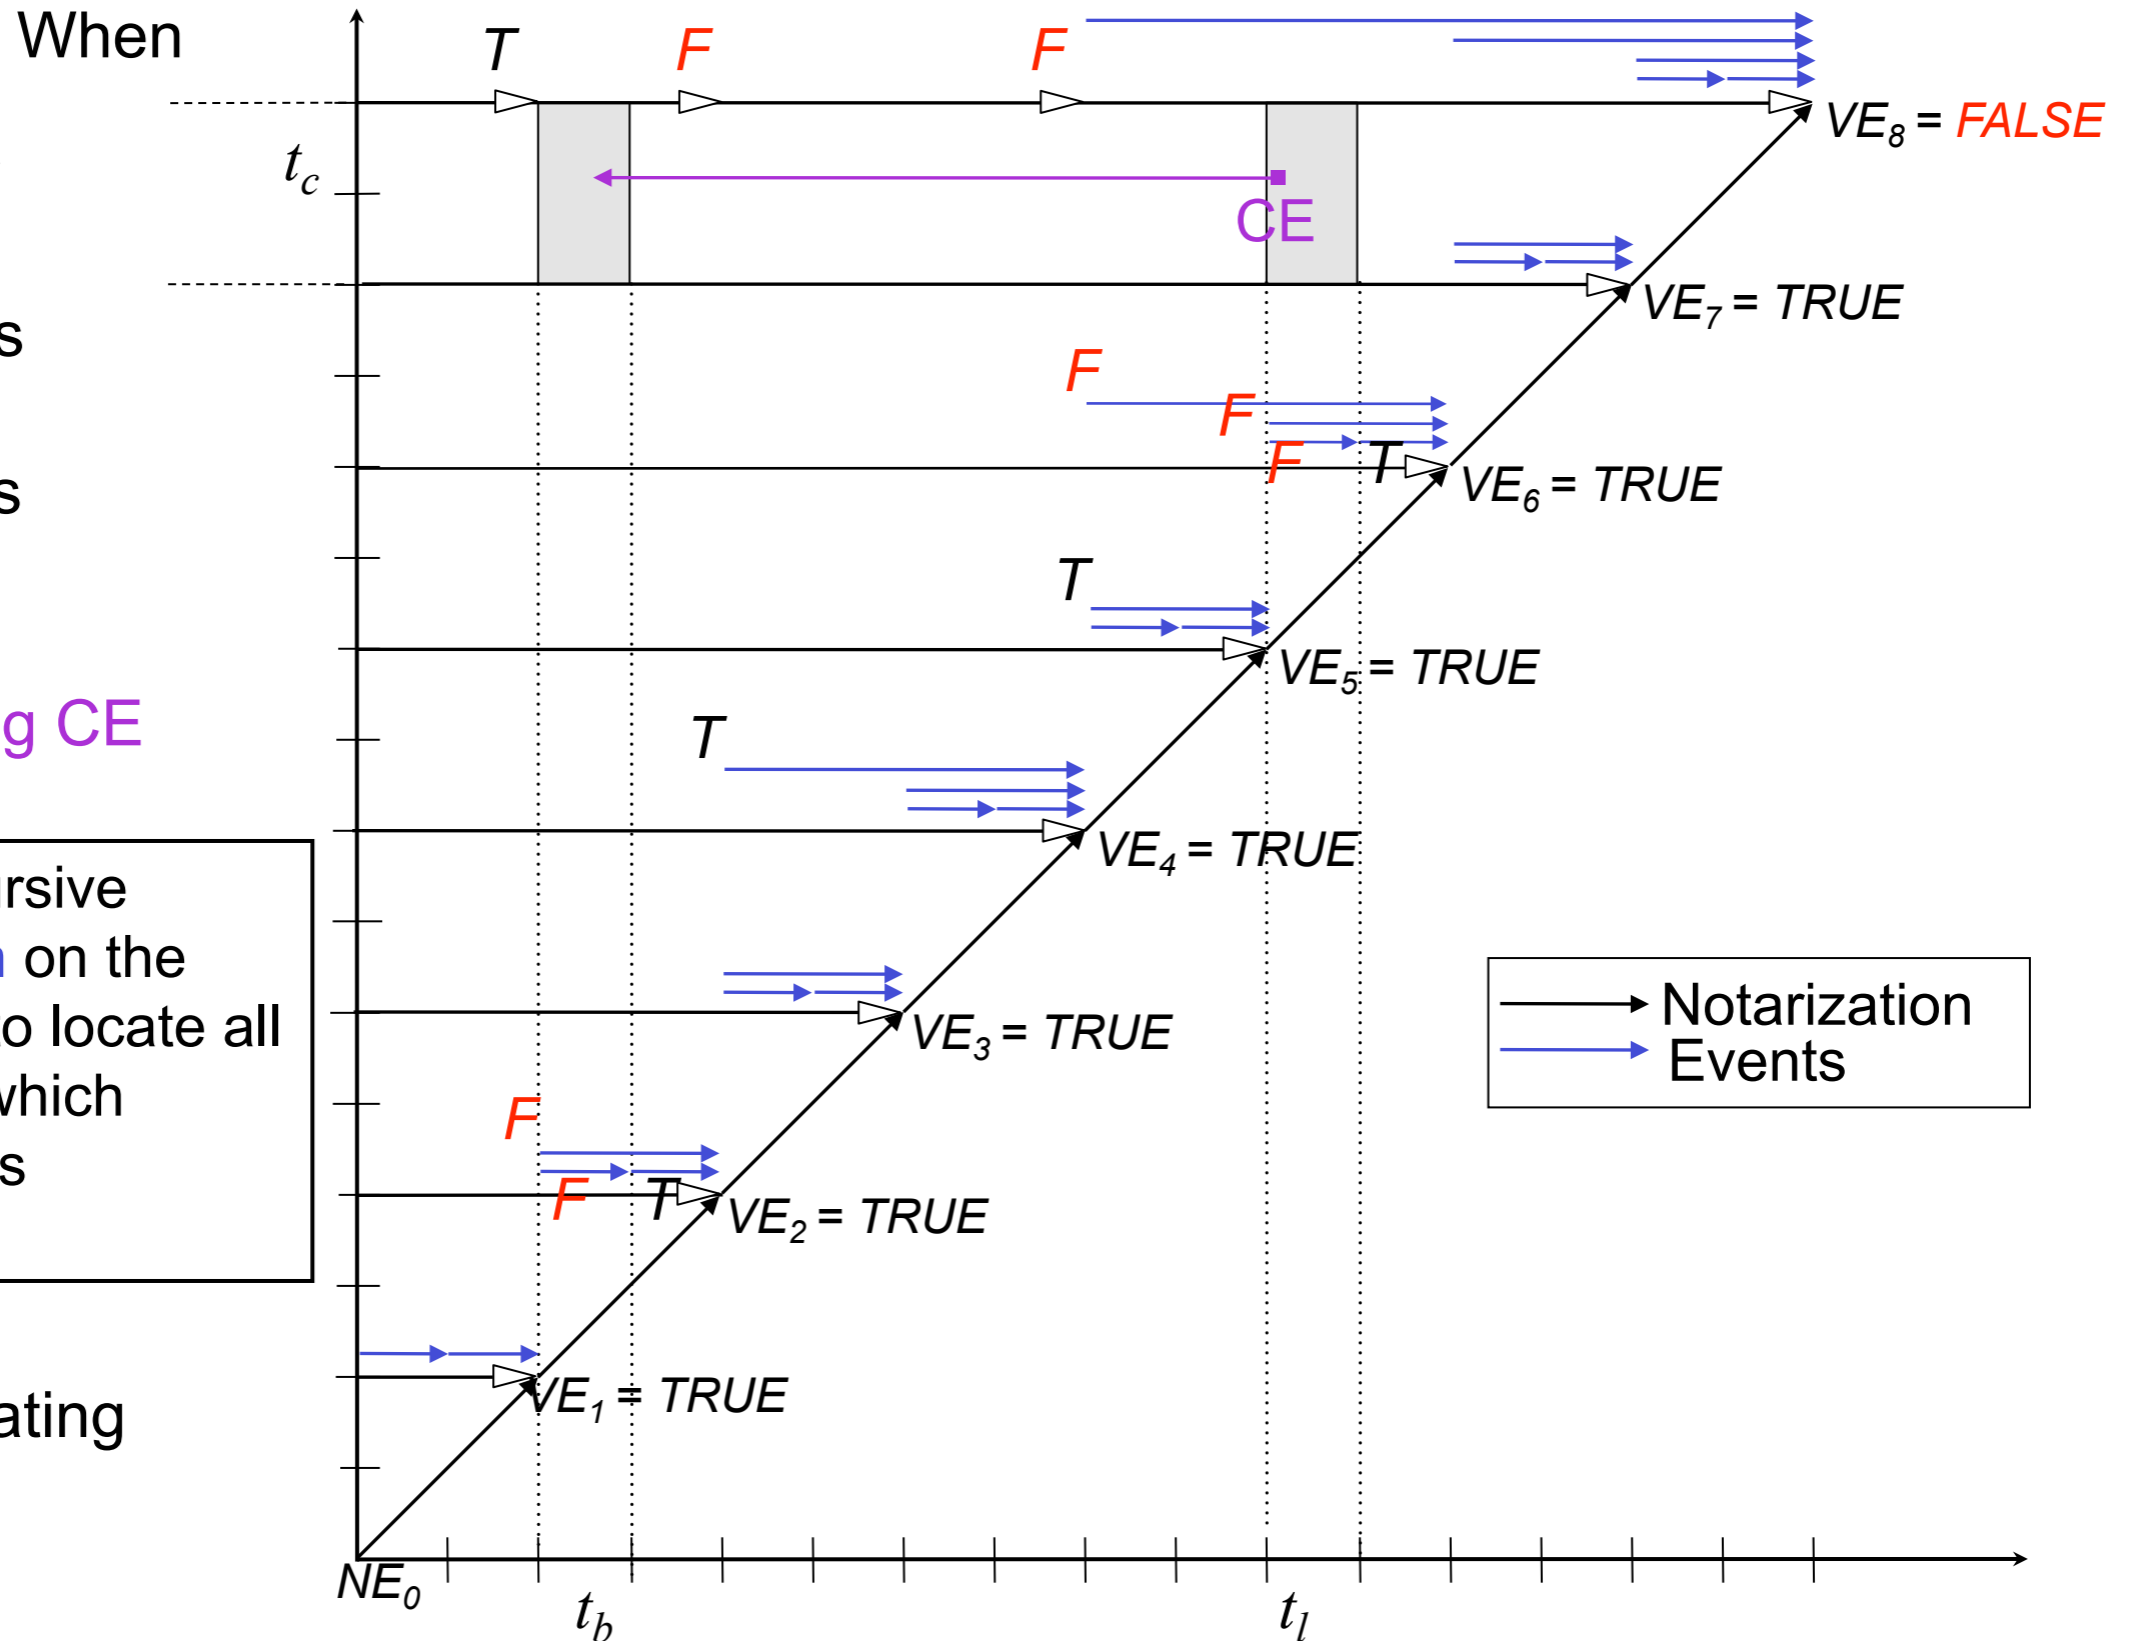 When
T
F
F
VE8 = FALSE
tc
CE
VE7 = TRUE
s
F
F
F
T
VE6 = TRUE
s
T
VE5 = TRUE
g CE
T
VE4 = TRUE
rsive
n on the
to locate all
which
s
Notarization
Events
VE3 = TRUE
F
F
T
VE2 = TRUE
VE1 = TRUE
ating
NE0
tb
tl